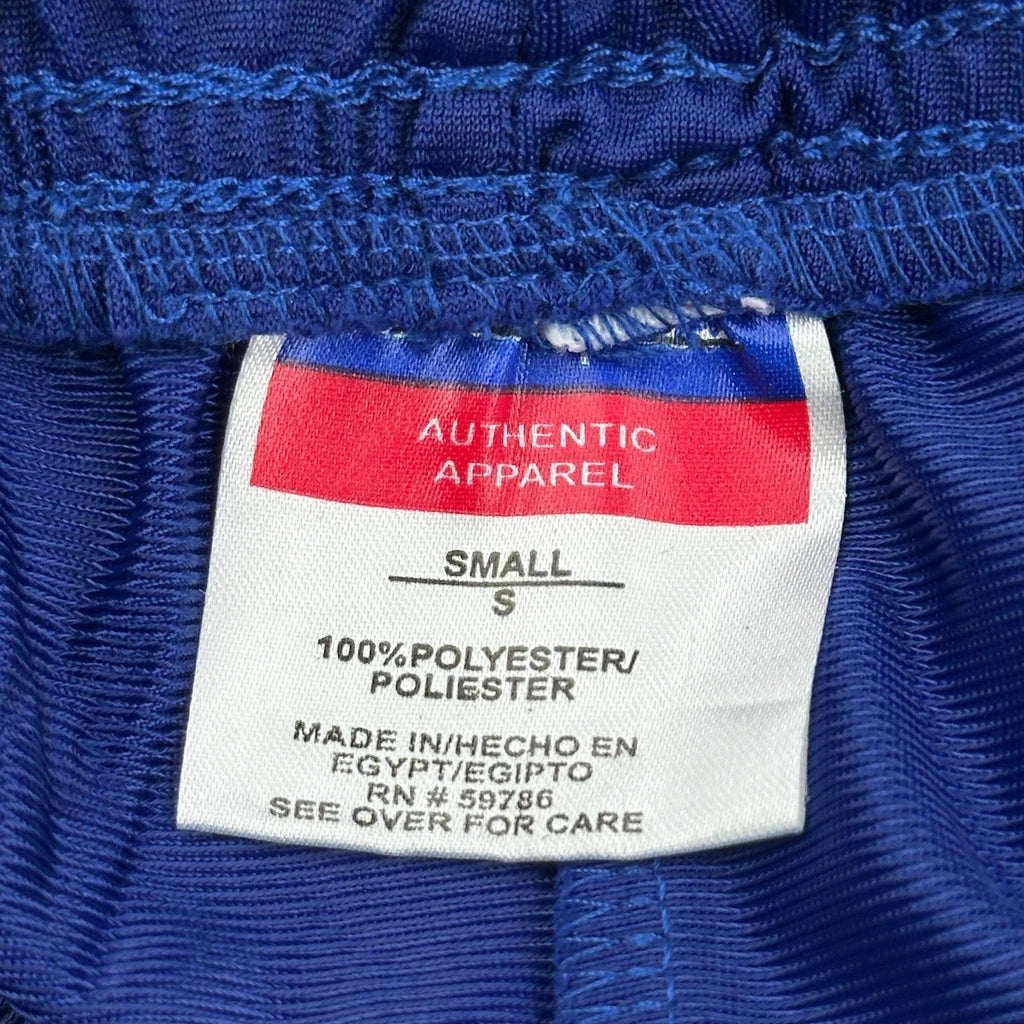 AUTHENTIC
APPAREL
SMALL
S
100%POLYESTER/
POLIESTER
MADE IN/HECHO EN
EGYPT/EGIPTO
RN # 59786
SEE OVER FOR CARE